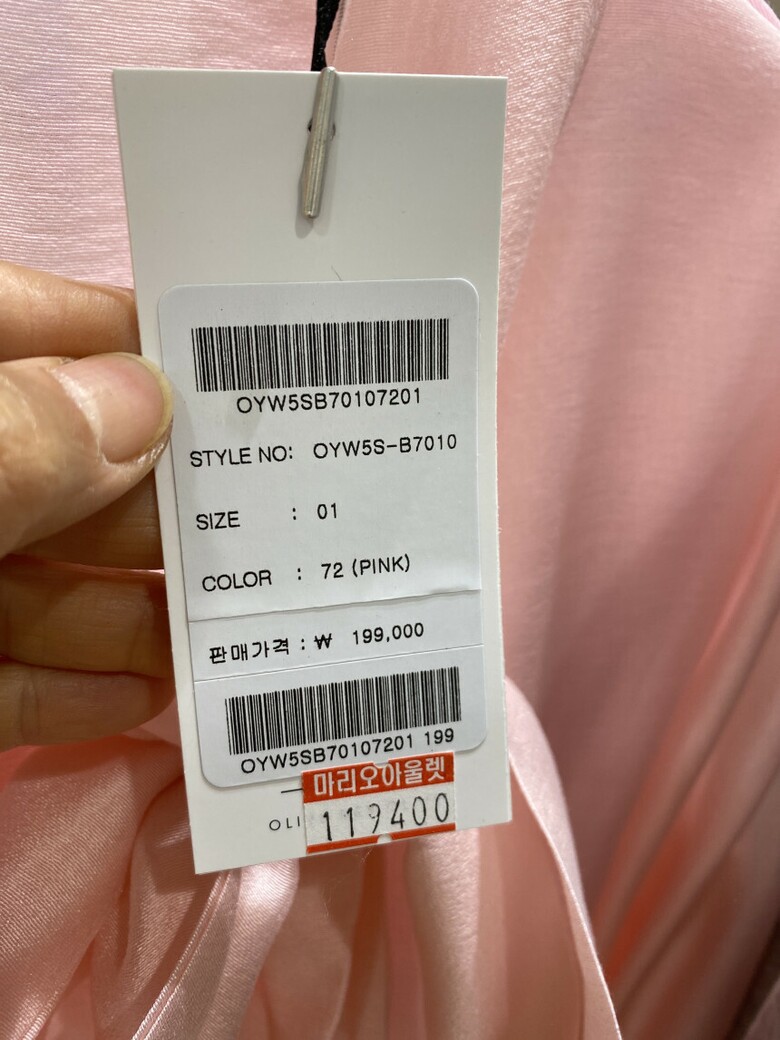 OYW5SB70107201
STYLE NO: OYW5S-B7010
SIZE : 01
COLOR : 72 (PINK)
판매가격 : ₩ 199,000
OYW5SB70107201 199
마리오아울렛
119400
OLI